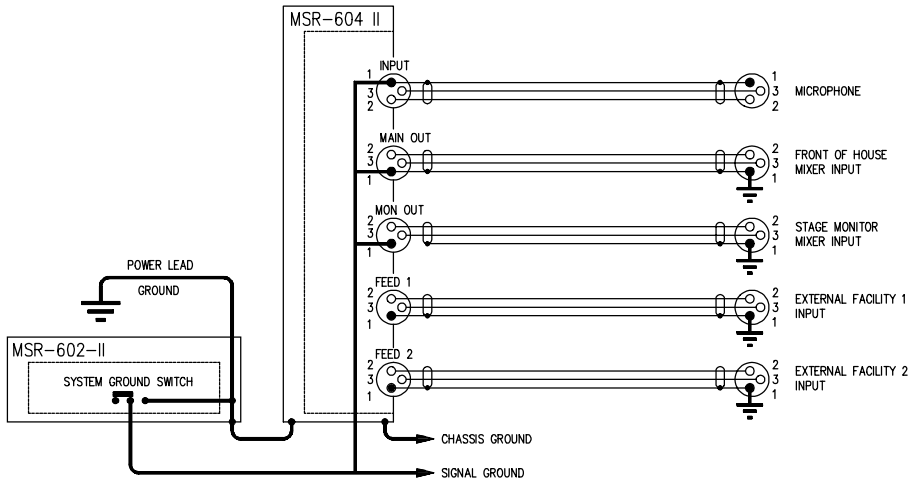 MSR-604 II
INPUT
1
3
2
1
3
2
MICROPHONE
MAIN OUT
2
3
1
2
3
1
FRONT OF HOUSE
MIXER INPUT
MON OUT
2
3
1
2
3
1
STAGE MONITOR
MIXER INPUT
POWER LEAD
GROUND
FEED 1
2
3
1
2
3
1
EXTERNAL FACILITY 1
INPUT
MSR-602-II
SYSTEM GROUND SWITCH
FEED 2
2
3
1
2
3
1
EXTERNAL FACILITY 2
INPUT
CHASSIS GROUND
SIGNAL GROUND